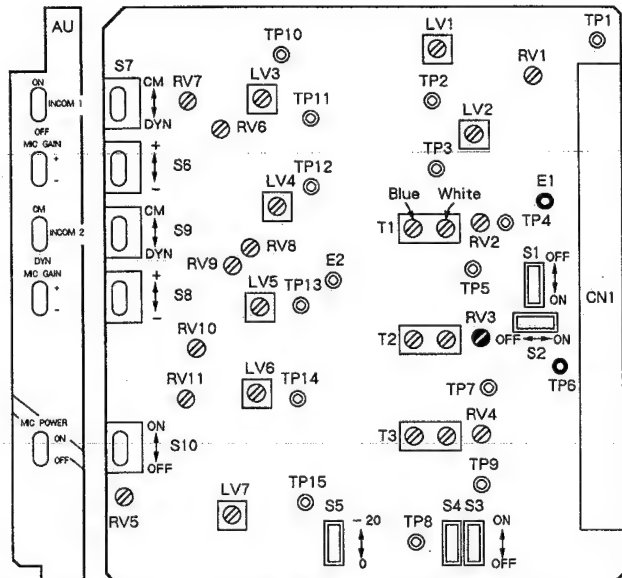 AU
ON
INCOM 1
OFF
MIC GAIN
+
-
CM
INCOM 2
DYN
MIC GAIN
+
-
MIC POWER
ON
OFF
S7
CM
DYN
+
S6
-
CM
S9
DYN
+
S8
-
ON
S10
OFF
RV5
RV7
RV6
TP10
LV3
TP11
TP12
LV4
RV8
RV9
E2
LV5
TP13
RV10
LV6
RV11
TP14
TP15
LV7
LV1
TP1
RV1
TP2
LV2
TP3
E1
Blue
White
T1
RV2
TP4
TP5
S1
OFF
ON
CN1
T2
RV3
OFF
ON
S2
TP6
TP7
T3
RV4
TP9
S5
-20
0
TP8
S4
S3
ON
OFF